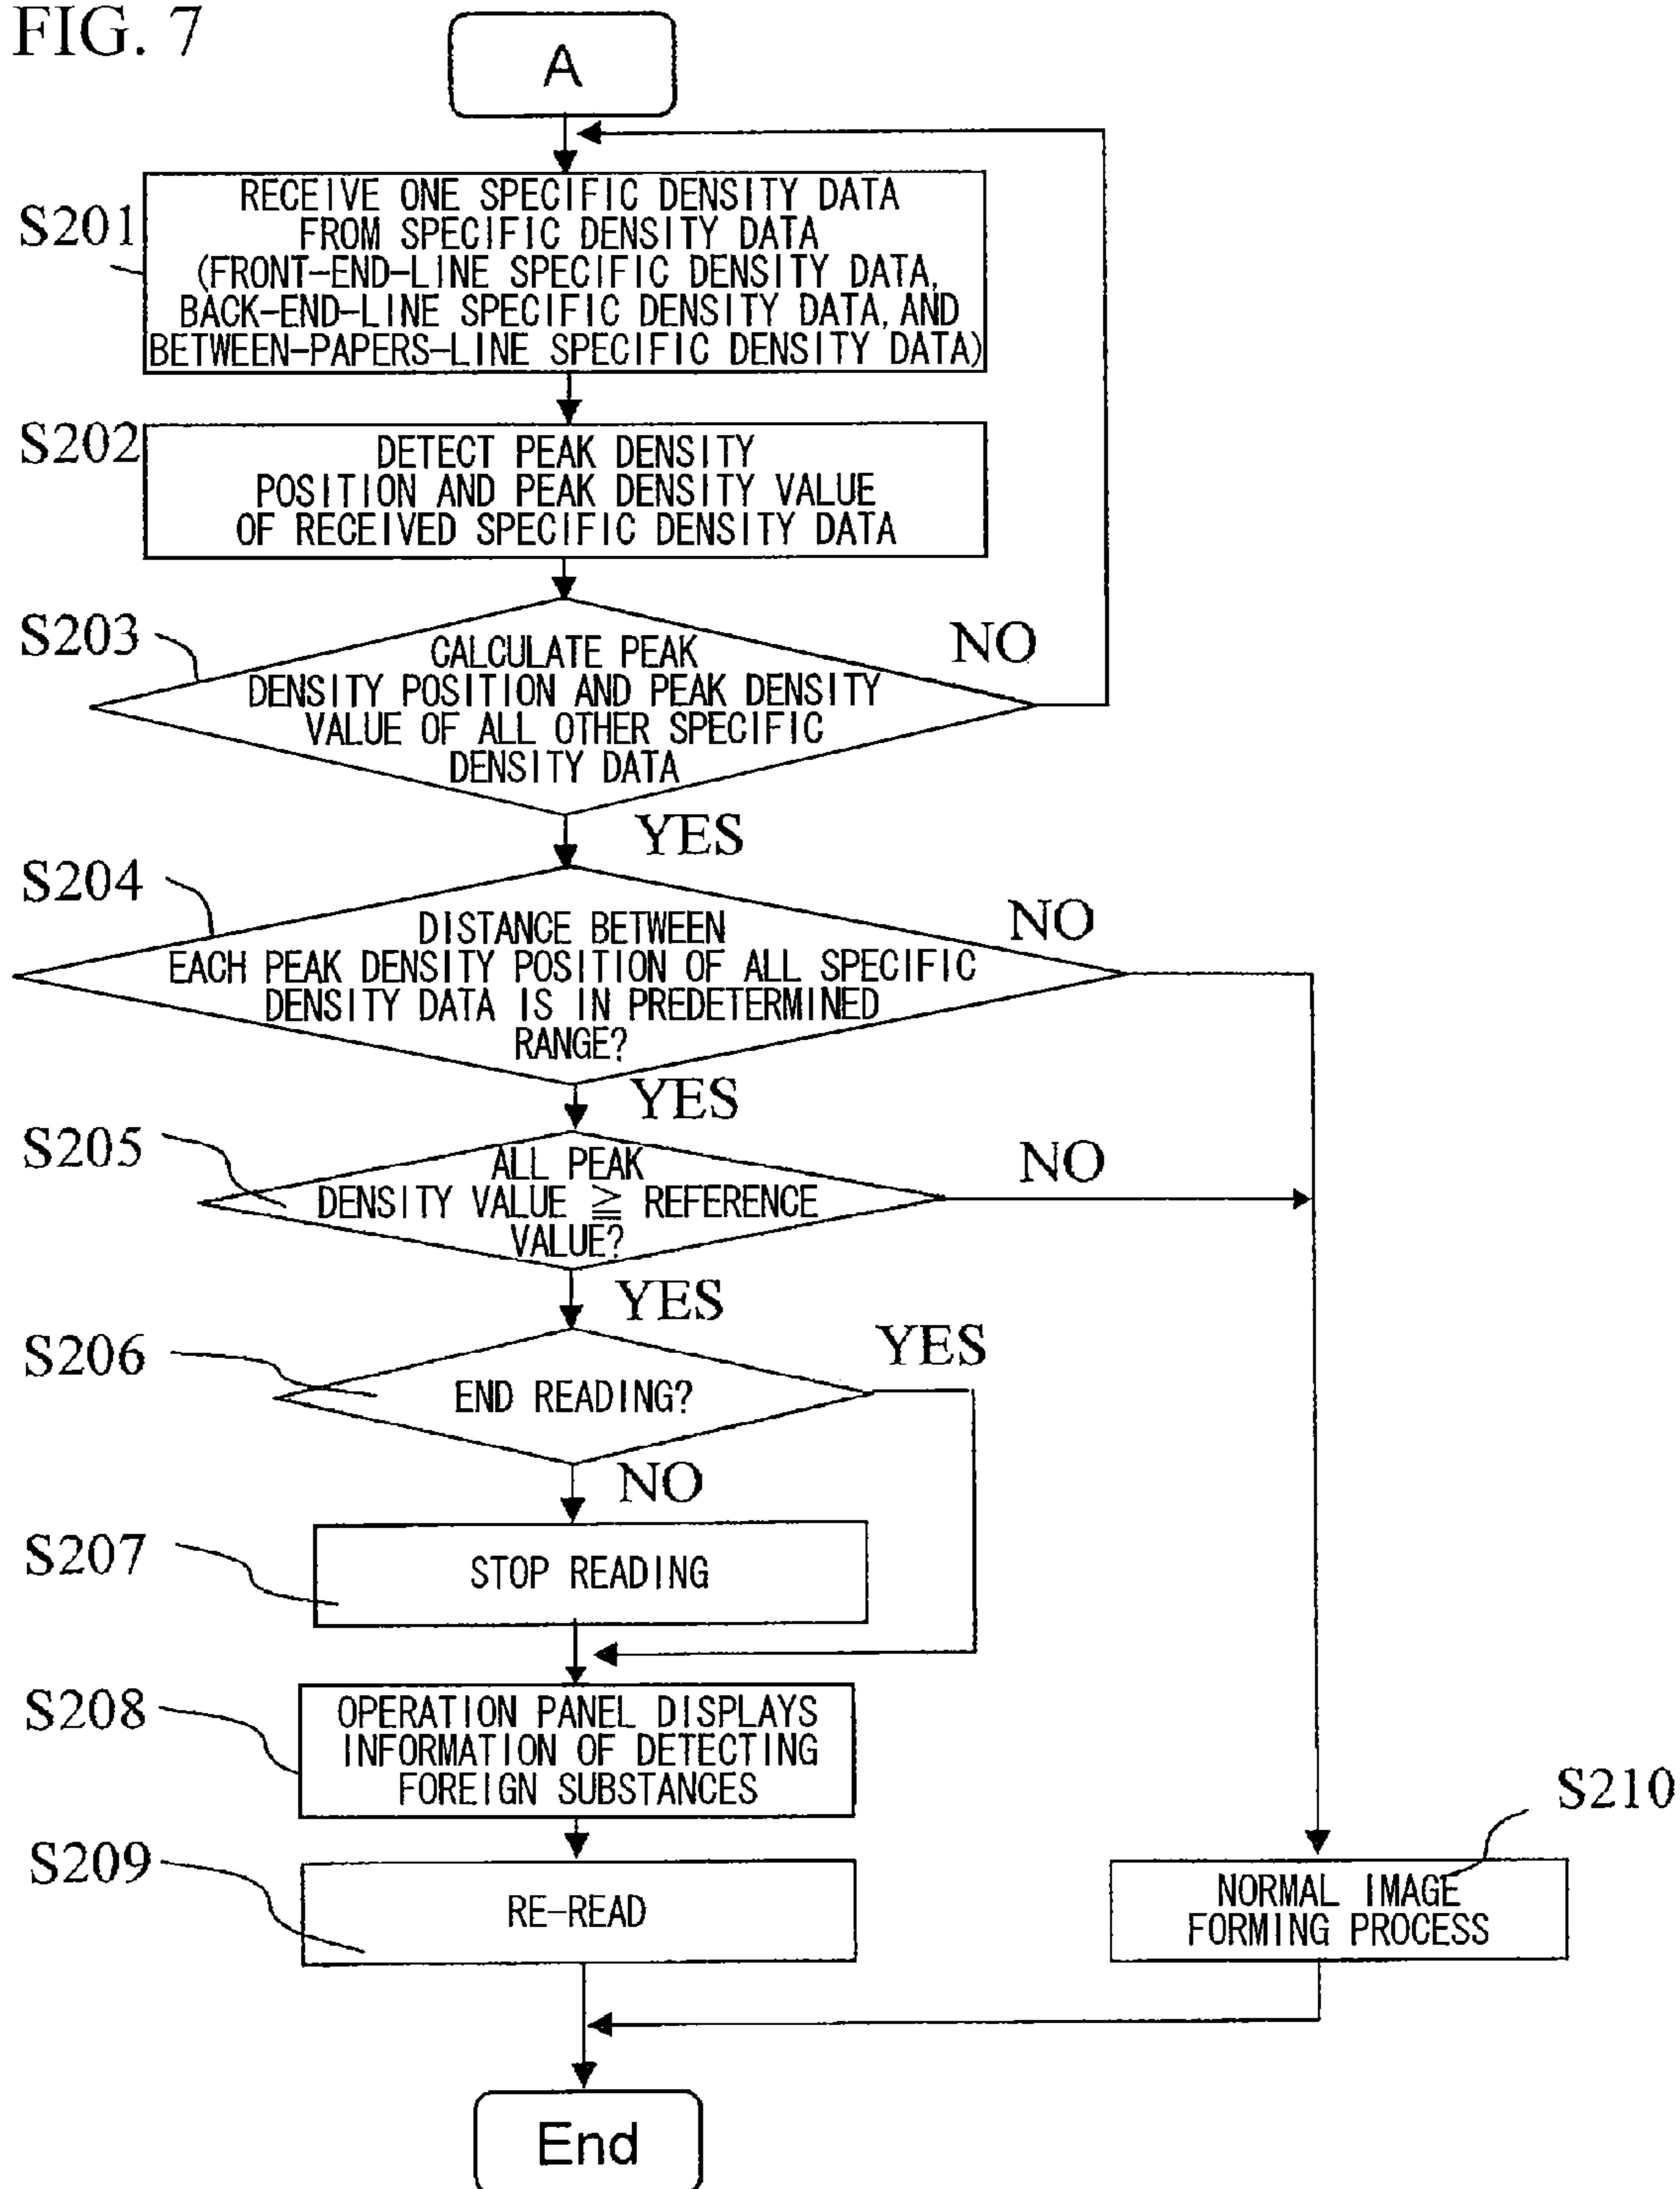 FIG. 7
A
S201
RECEIVE ONE SPECIFIC DENSITY DATA
FROM SPECIFIC DENSITY DATA
(FRONT-END-LINE SPECIFIC DENSITY DATA,
BACK-END-LINE SPECIFIC DENSITY DATA, AND
BETWEEN-PAPERS-LINE SPECIFIC DENSITY DATA)
S202
DETECT PEAK DENSITY
POSITION AND PEAK DENSITY VALUE
OF RECEIVED SPECIFIC DENSITY DATA
S203
CALCULATE PEAK
DENSITY POSITION AND PEAK DENSITY
VALUE OF ALL OTHER SPECIFIC
DENSITY DATA
NO
YES
S204
DISTANCE BETWEEN
EACH PEAK DENSITY POSITION OF ALL SPECIFIC
DENSITY DATA IS IN PREDETERMINED
RANGE?
NO
YES
S205
ALL PEAK
DENSITY VALUE ≧ REFERENCE
VALUE?
NO
YES
S206
END READING?
YES
NO
S207
STOP READING
S208
OPERATION PANEL DISPLAYS
INFORMATION OF DETECTING
FOREIGN SUBSTANCES
S209
RE-READ
S210
NORMAL IMAGE
FORMING PROCESS
End